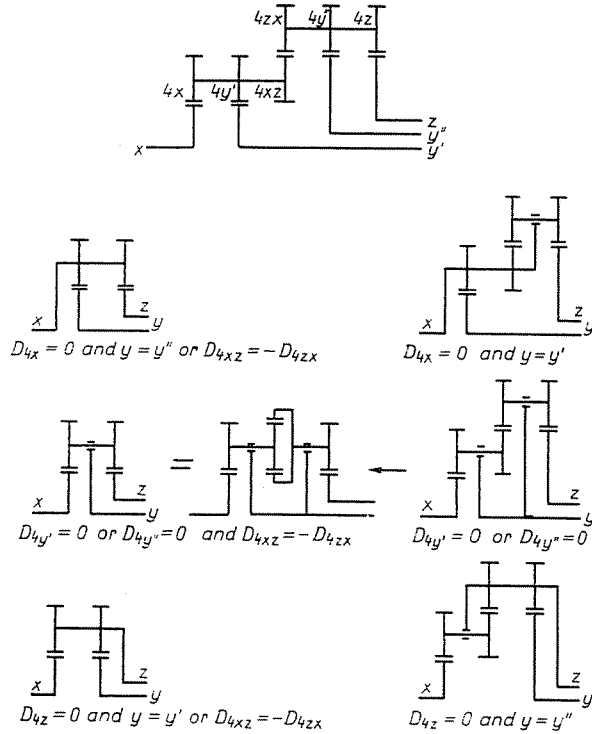 4zx 4y" 4z
4x 4y' 4xz
z
y"
x y'
x z y
D4x = 0 and y = y" or D4xz = -D4zx
x z y
D4x = 0 and y = y'
x z y
=
D4y' = 0 or D4y" = 0 and D4xz = -D4zx
x z y
D4y' = 0 or D4y" = 0
x z y
D4z = 0 and y = y' or D4xz = -D4zx
x z y
D4z = 0 and y = y"